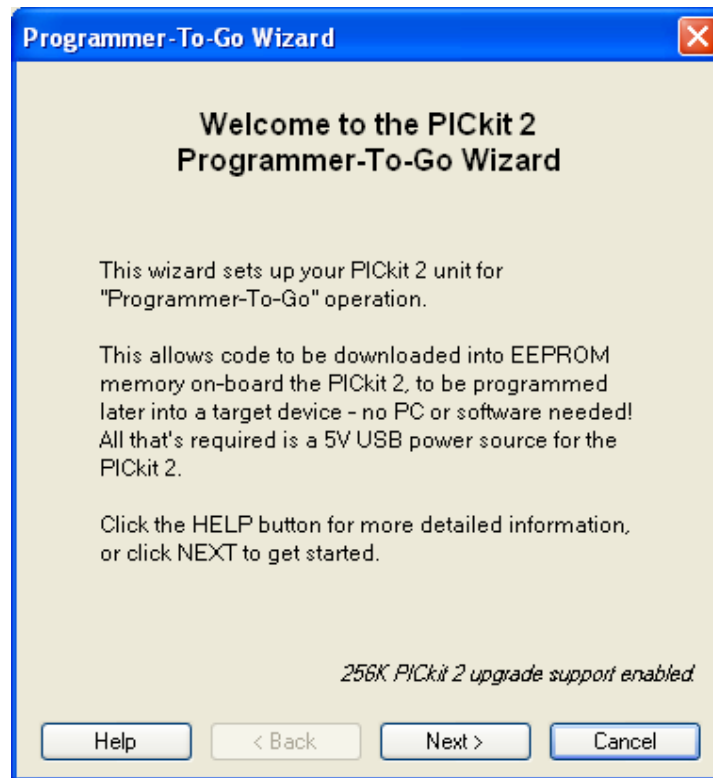 Programmer-To-Go Wizard
Welcome to the PICkit 2
Programmer-To-Go Wizard
This wizard sets up your PICkit 2 unit for
"Programmer-To-Go" operation.
This allows code to be downloaded into EEPROM
memory on-board the PICkit 2, to be programmed
later into a target device - no PC or software needed!
All that's required is a 5V USB power source for the
PICkit 2.
Click the HELP button for more detailed information,
or click NEXT to get started.
256K PICkit 2 upgrade support enabled.
Help < Back Next > Cancel